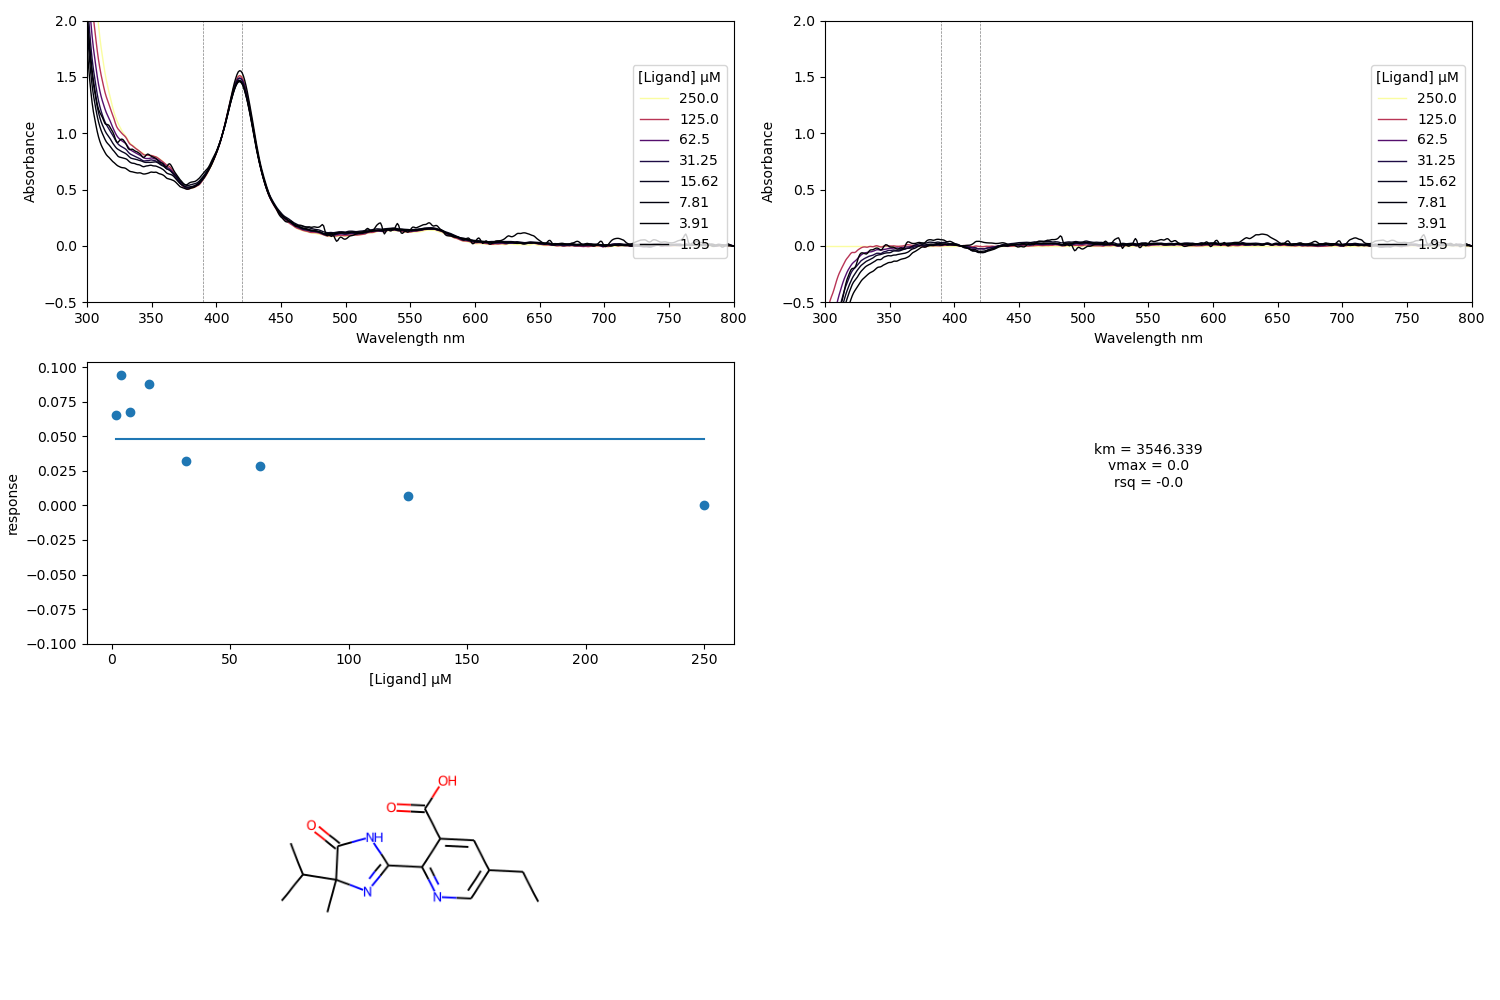 2.0
1.5
1.0
0.5
0.0
−0.5
Absorbance
300 350 400 450 500 550 600 650 700 750 800
Wavelength nm
[Ligand] µM
250.0
125.0
62.5
31.25
15.62
7.81
3.91
1.95
2.0
1.5
1.0
0.5
0.0
−0.5
Absorbance
300 350 400 450 500 550 600 650 700 750 800
Wavelength nm
[Ligand] µM
250.0
125.0
62.5
31.25
15.62
7.81
3.91
1.95
0.100
0.075
0.050
0.025
0.000
−0.025
−0.050
−0.075
−0.100
response
0 50 100 150 200 250
[Ligand] µM
km = 3546.339
vmax = 0.0
rsq = -0.0
OH
O
O
NH
N
N